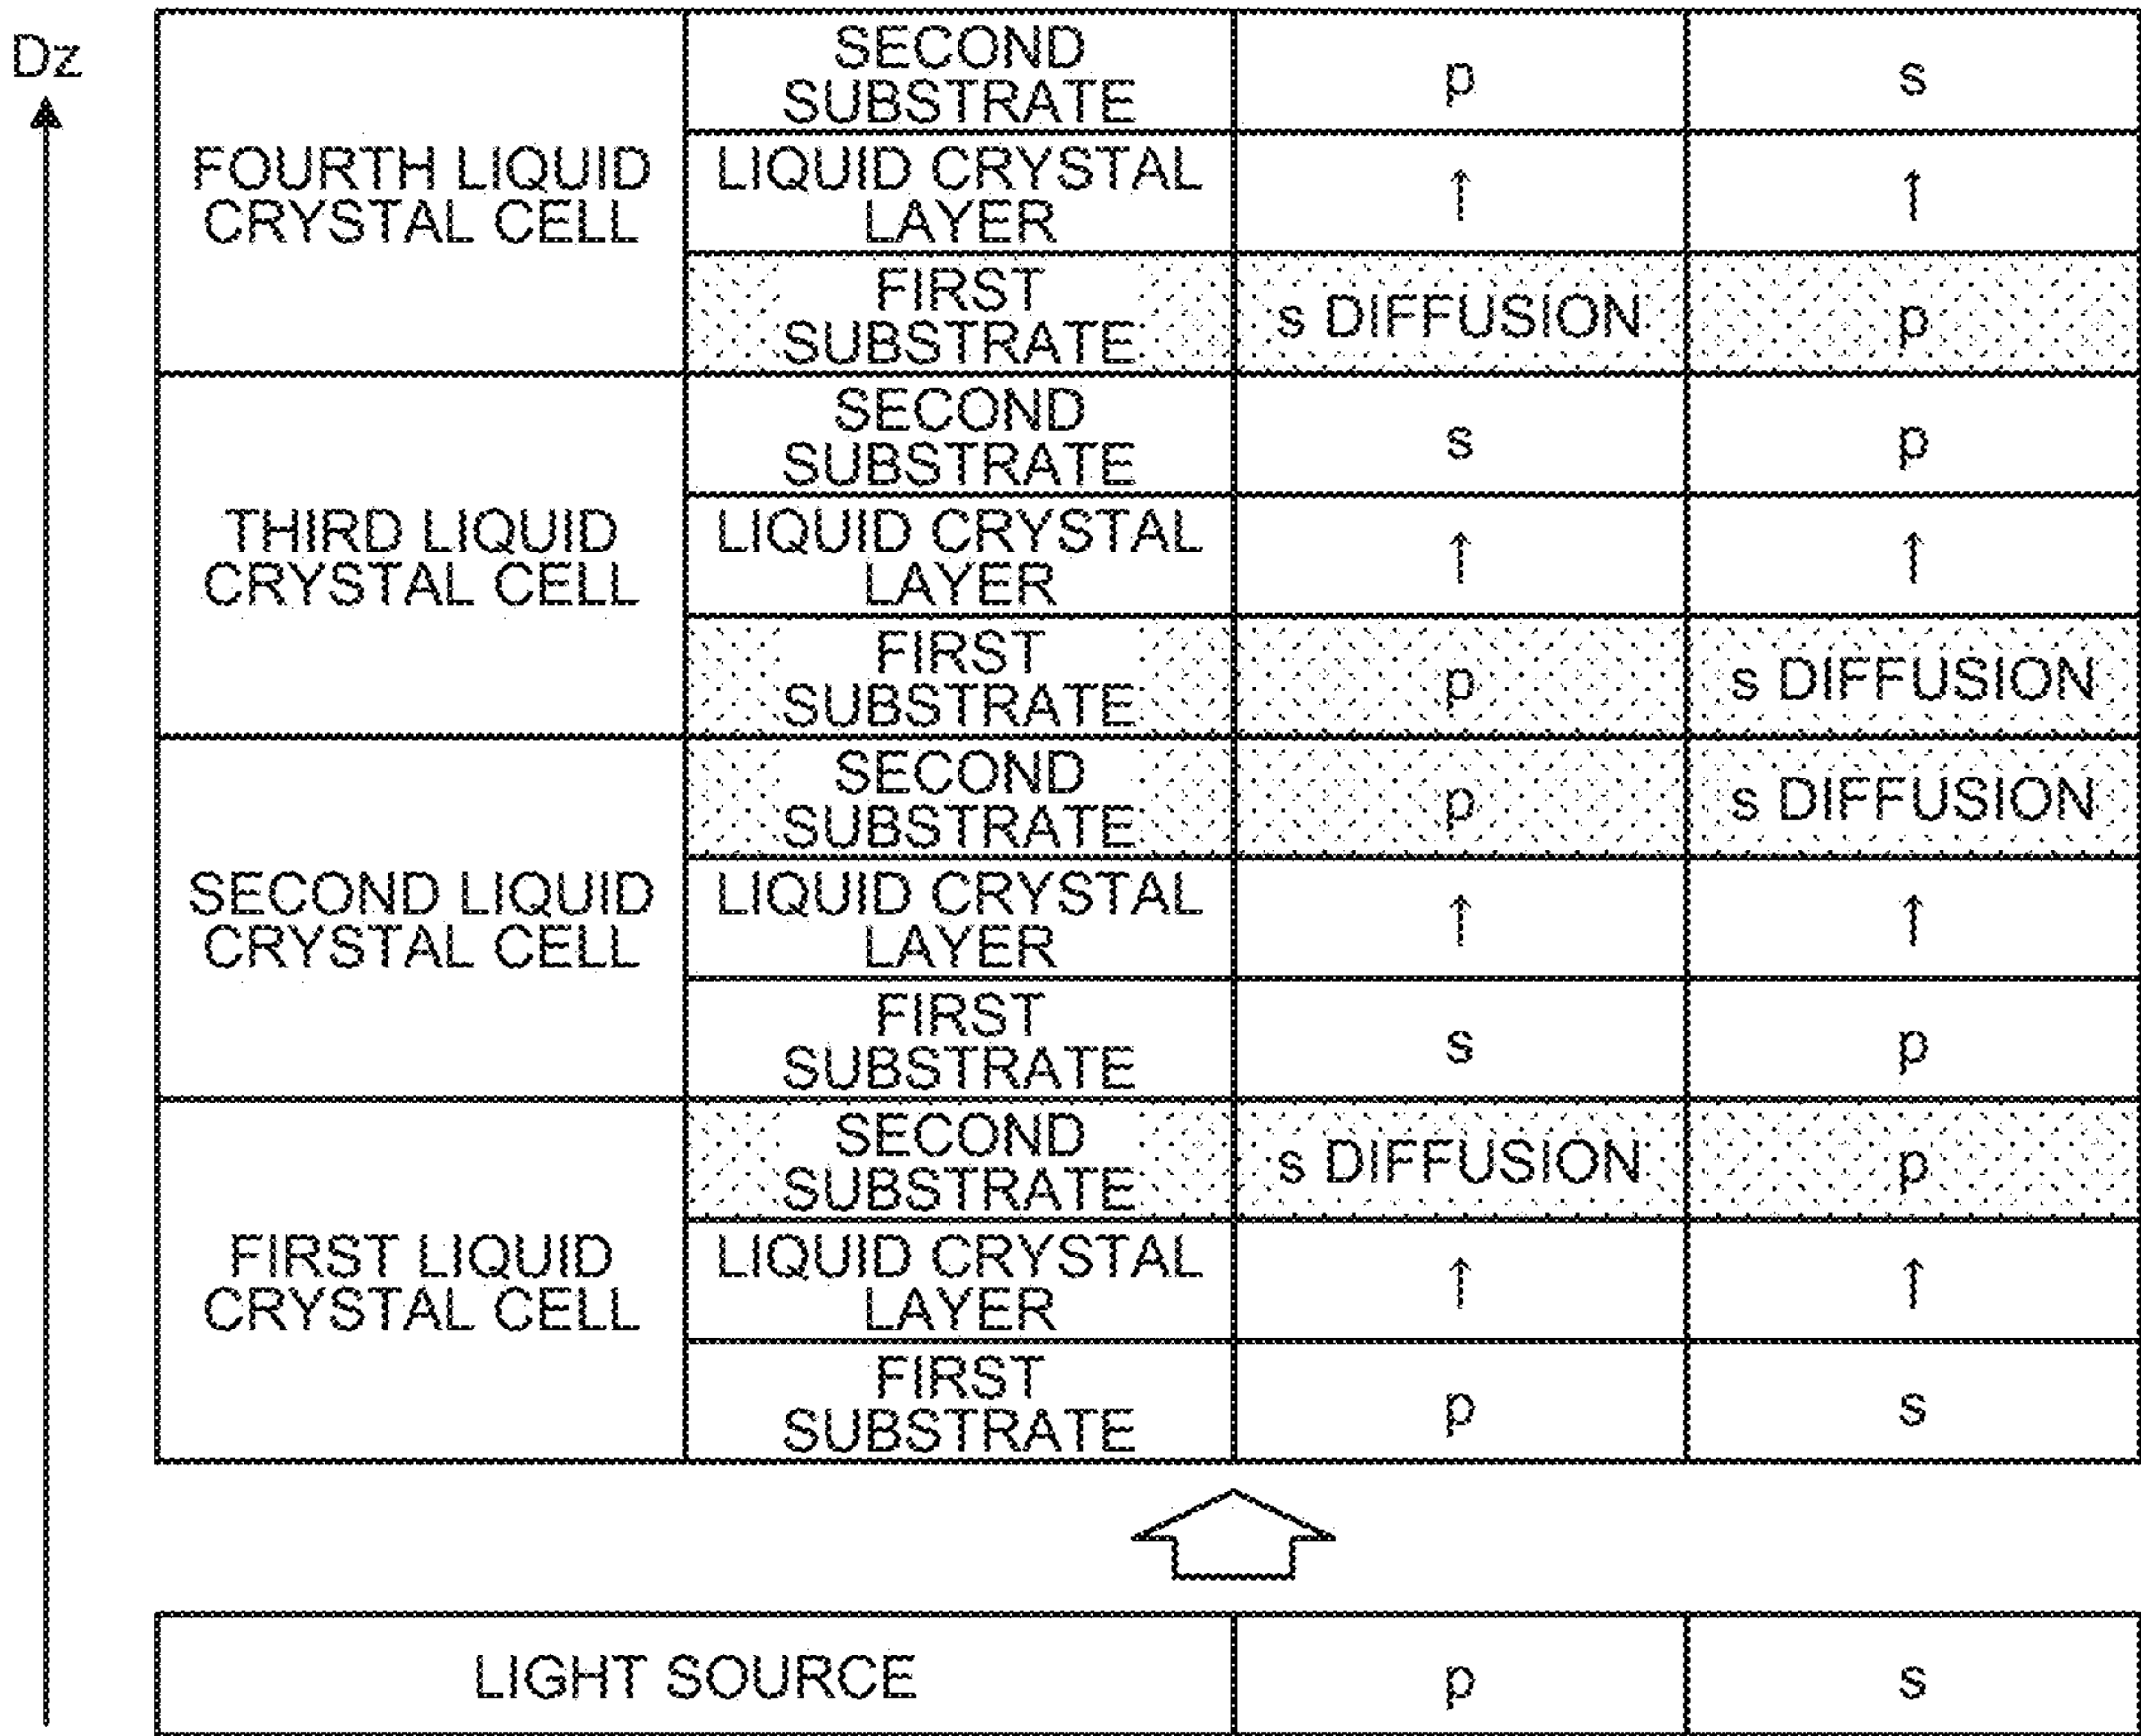 Dz
FOURTH LIQUID
CRYSTAL CELL
SECOND
SUBSTRATE
p
s
LIQUID CRYSTAL
LAYER
↑
↑
FIRST
SUBSTRATE
s DIFFUSION
p
THIRD LIQUID
CRYSTAL CELL
SECOND
SUBSTRATE
s
p
LIQUID CRYSTAL
LAYER
↑
↑
FIRST
SUBSTRATE
p
s DIFFUSION
SECOND LIQUID
CRYSTAL CELL
SECOND
SUBSTRATE
p
s DIFFUSION
LIQUID CRYSTAL
LAYER
↑
↑
FIRST
SUBSTRATE
s
p
FIRST LIQUID
CRYSTAL CELL
SECOND
SUBSTRATE
s DIFFUSION
p
LIQUID CRYSTAL
LAYER
↑
↑
FIRST
SUBSTRATE
p
s
LIGHT SOURCE
p
s